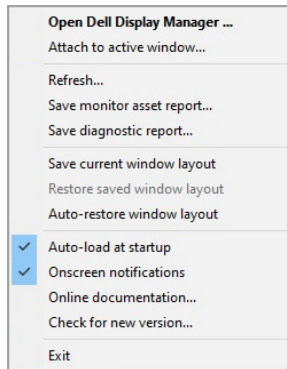 Open Dell Display Manager ...
Attach to active window...
Refresh...
Save monitor asset report...
Save diagnostic report...
Save current window layout
Restore saved window layout
Auto-restore window layout
Auto-load at startup
Onscreen notifications
Online documentation...
Check for new version...
Exit